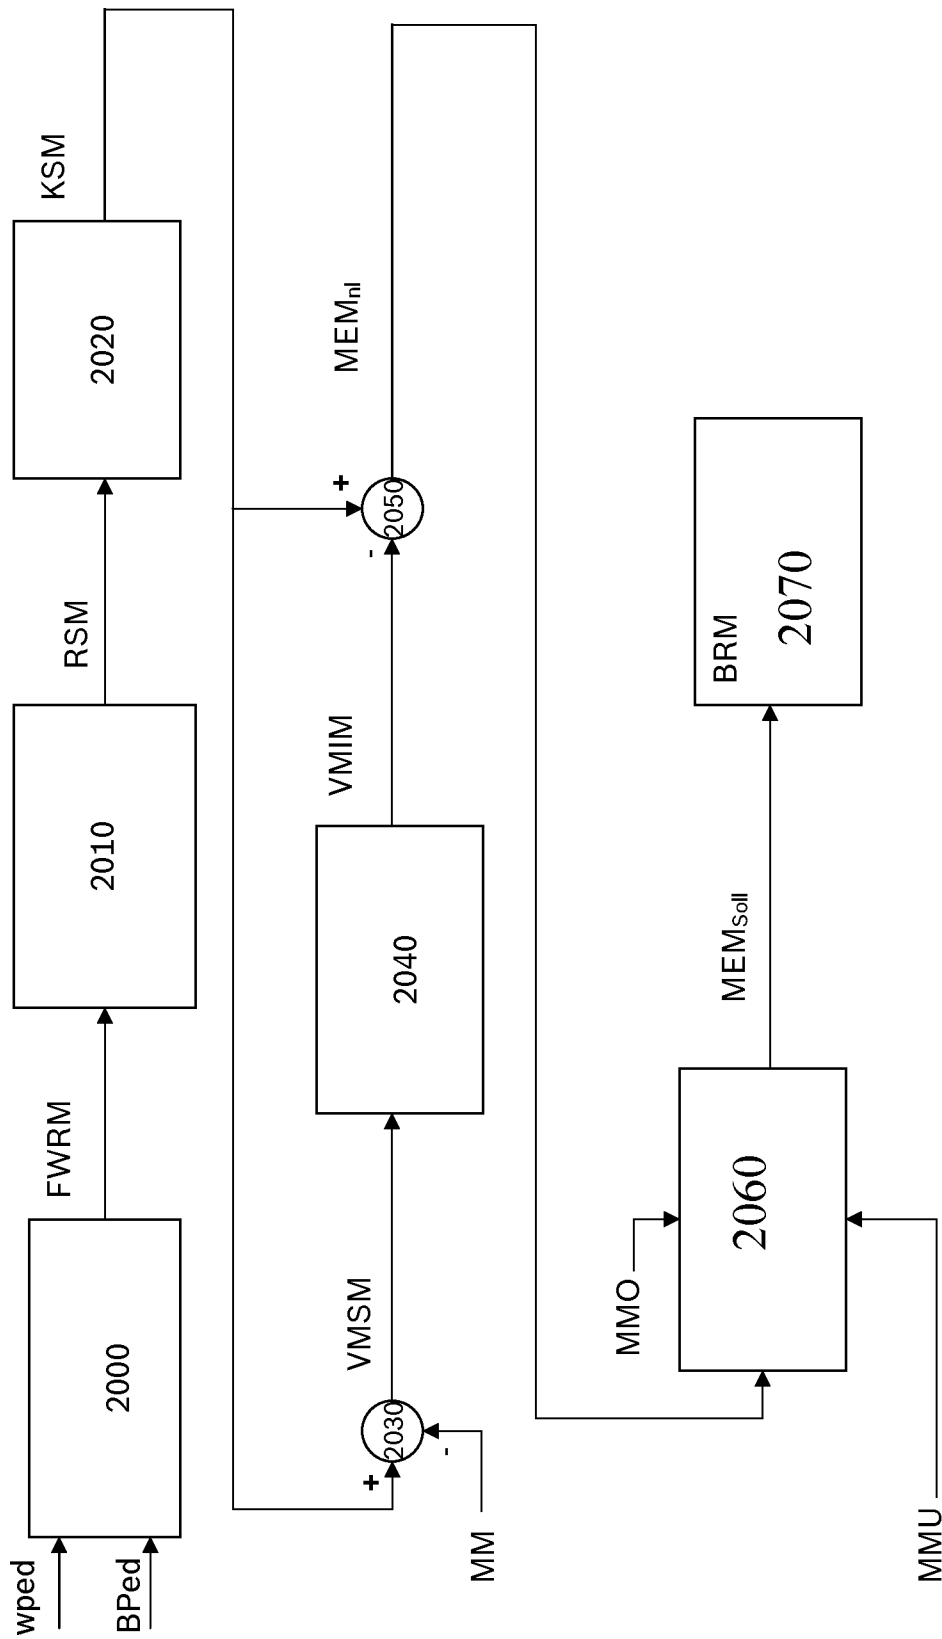 wped
BPed
2000
FWRM
2010
RSM
2020
KSM
MM
+
-
2030
VMSM
2040
VMIM
-
+
2050
MEMnl
MMO
MMU
2060
MEMSoll
BRM
2070